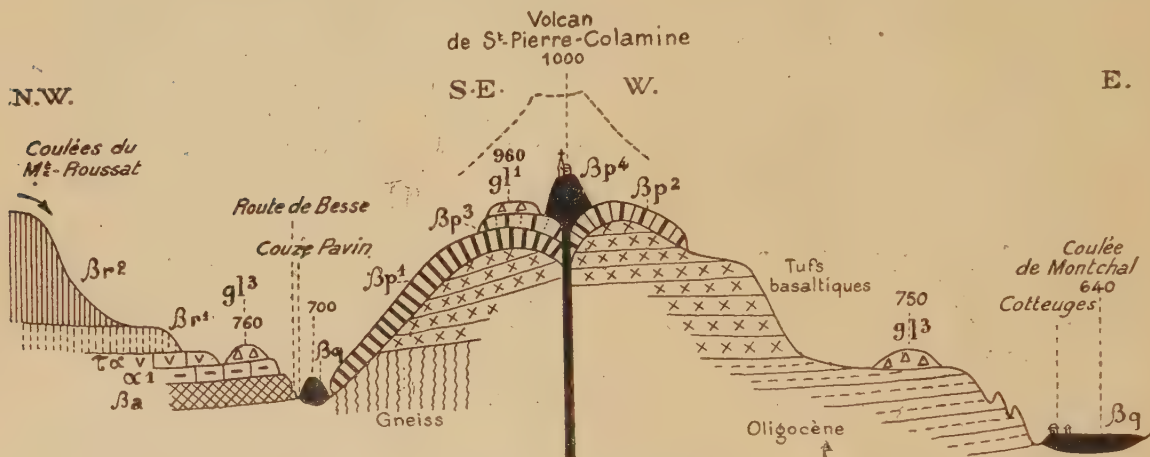 Volcan
de St-Pierre-Colamine
1000
N.W.
S-E.
W.
E.
Coulées du
Mt-Roussat
960
gl1
βp4
βp2
βp3
Route de Besse
Couze Pavin
Coulée
de Montchal
640
Cotteuges
Tufs
basaltiques
βr2
βp1
gl3
760
700
750
gl3
βr1
τα
α1
βq
βa
Gneiss
Oligocène
βq